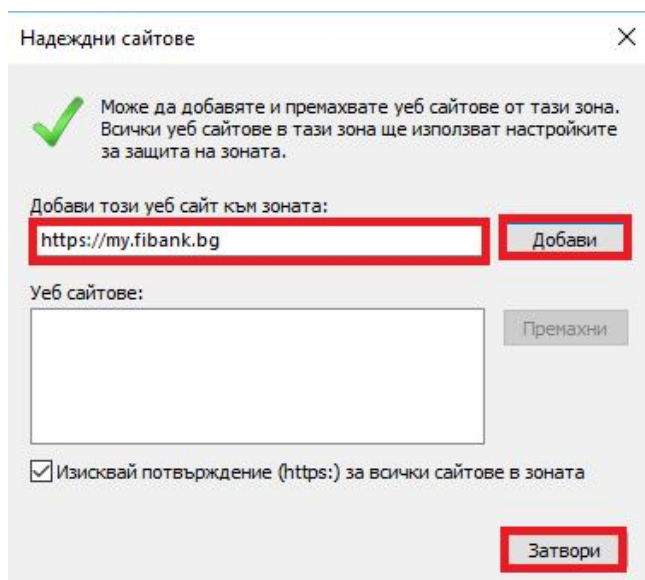 Надеждни сайтове
Може да добавяте и премахвате уеб сайтове от тази зона.
Всички уеб сайтове в тази зона ще използват настройките
за защита на зоната.
Добави този уеб сайт към зоната:
https://my.fibank.bg
Добави
Уеб сайтове:
Премахни
Изисквай потвърждение (https:) за всички сайтове в зоната
Затвори